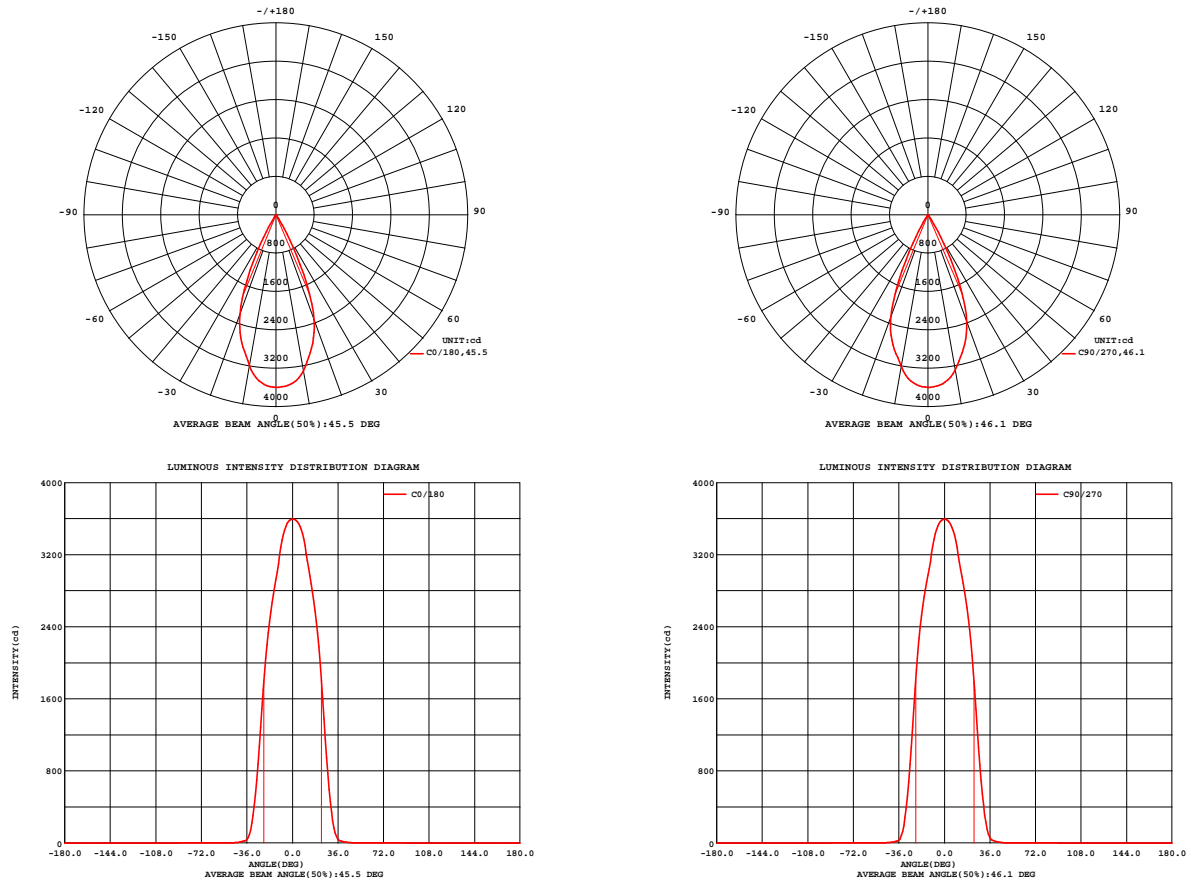 -/+180
-150 150
-120 120
-90 90
0
800
1600
2400
3200
4000
-60 60
-30 30
0
UNIT:cd
C0/180,45.5
AVERAGE BEAM ANGLE(50%):45.5 DEG
-/+180
-150 150
-120 120
-90 90
0
800
1600
2400
3200
4000
-60 60
-30 30
0
UNIT:cd
C90/270,46.1
AVERAGE BEAM ANGLE(50%):46.1 DEG
LUMINOUS INTENSITY DISTRIBUTION DIAGRAM
C0/180
INTENSITY(cd)
4000
3200
2400
1600
800
0
-180.0 -144.0 -108.0 -72.0 -36.0 0.0 36.0 72.0 108.0 144.0 180.0
ANGLE(DEG)
AVERAGE BEAM ANGLE(50%):45.5 DEG
LUMINOUS INTENSITY DISTRIBUTION DIAGRAM
C90/270
INTENSITY(cd)
4000
3200
2400
1600
800
0
-180.0 -144.0 -108.0 -72.0 -36.0 0.0 36.0 72.0 108.0 144.0 180.0
ANGLE(DEG)
AVERAGE BEAM ANGLE(50%):46.1 DEG